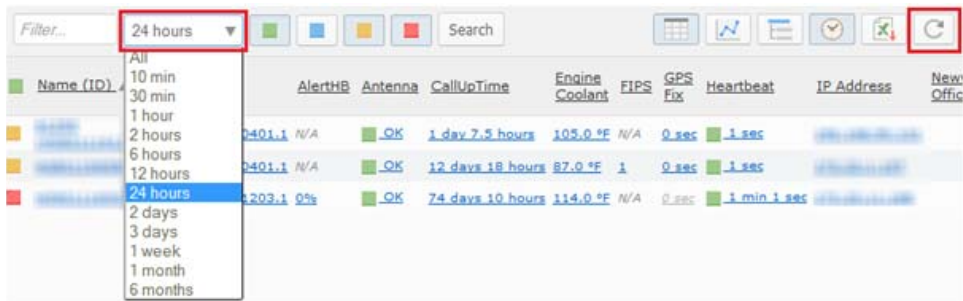 Filter... 24 hours Search
Name (ID) AlertHB Antenna CallUpTime Engine Coolant FIPS GPS Fix Heartbeat IP Address
All
10 min
30 min
1 hour
2 hours
6 hours
12 hours
24 hours
2 days
3 days
1 week
1 month
6 months
0401.1 N/A OK 1 day 7.5 hours 105.0 °F N/A 0 sec 1 sec
0401.1 N/A OK 12 days 18 hours 87.0 °F 1 0 sec 1 sec
1203.1 0% OK 74 days 10 hours 114.0 °F N/A 0 sec 1 min 1 sec